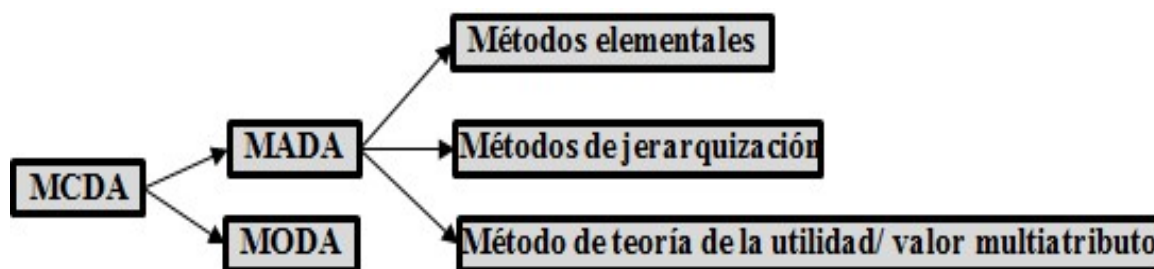 Métodos elementales
MADA
Métodos de jerarquización
MCDA
MODA
Método de teoría de la utilidad/ valor multiatributo